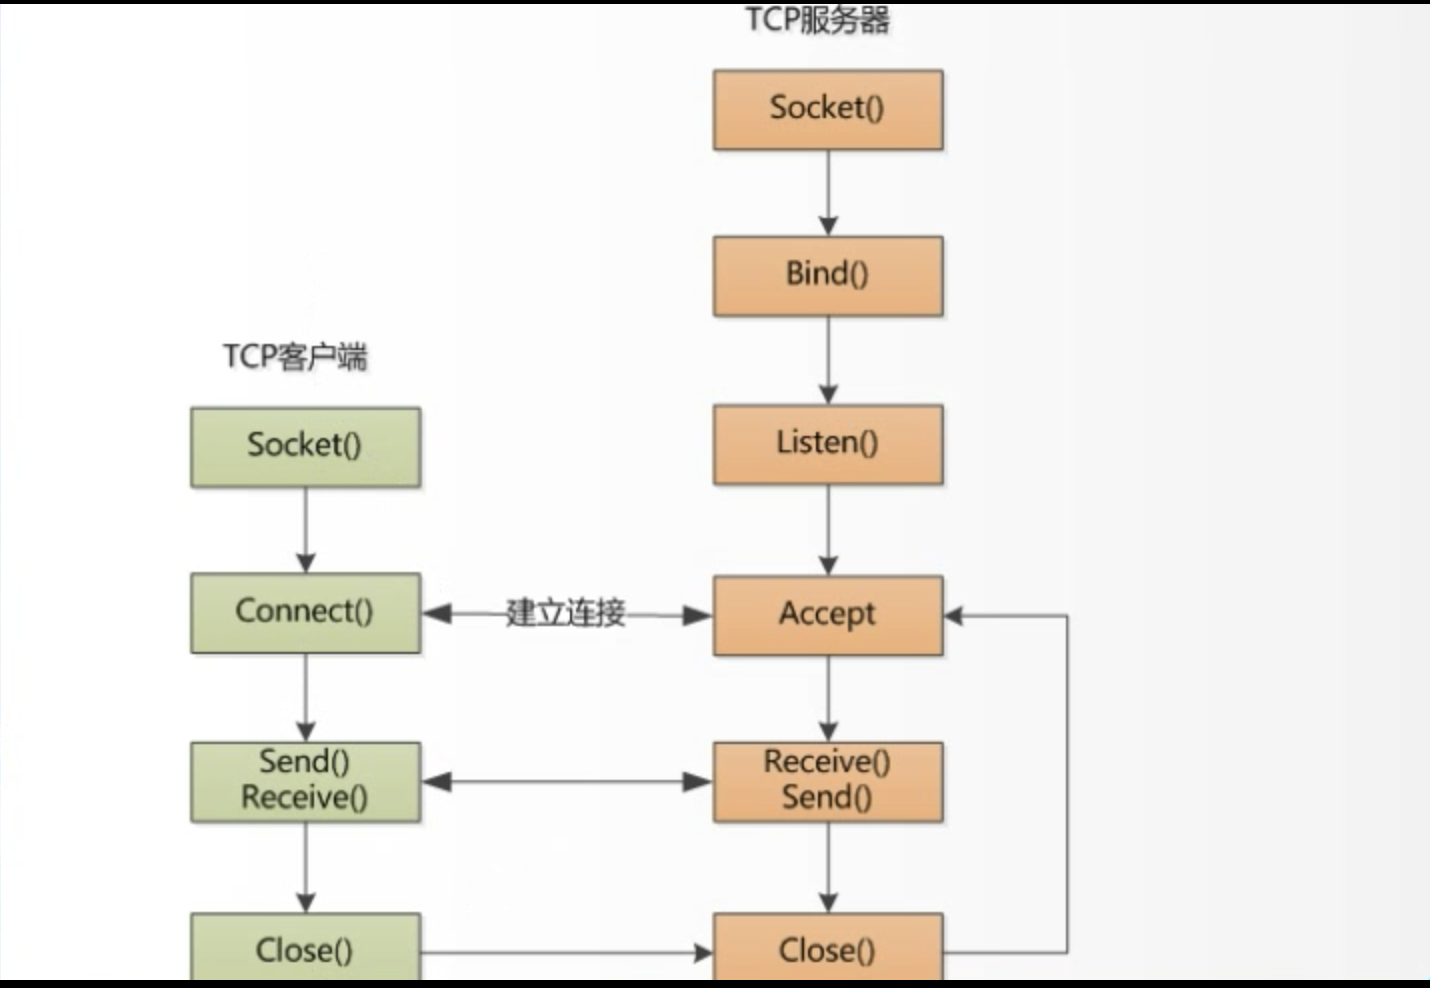 TCP服务器
Socket()
Bind()
Listen()
Accept
Receive()
Send()
Close()
TCP客户端
Socket()
Connect()
建立连接
Send()
Receive()
Close()